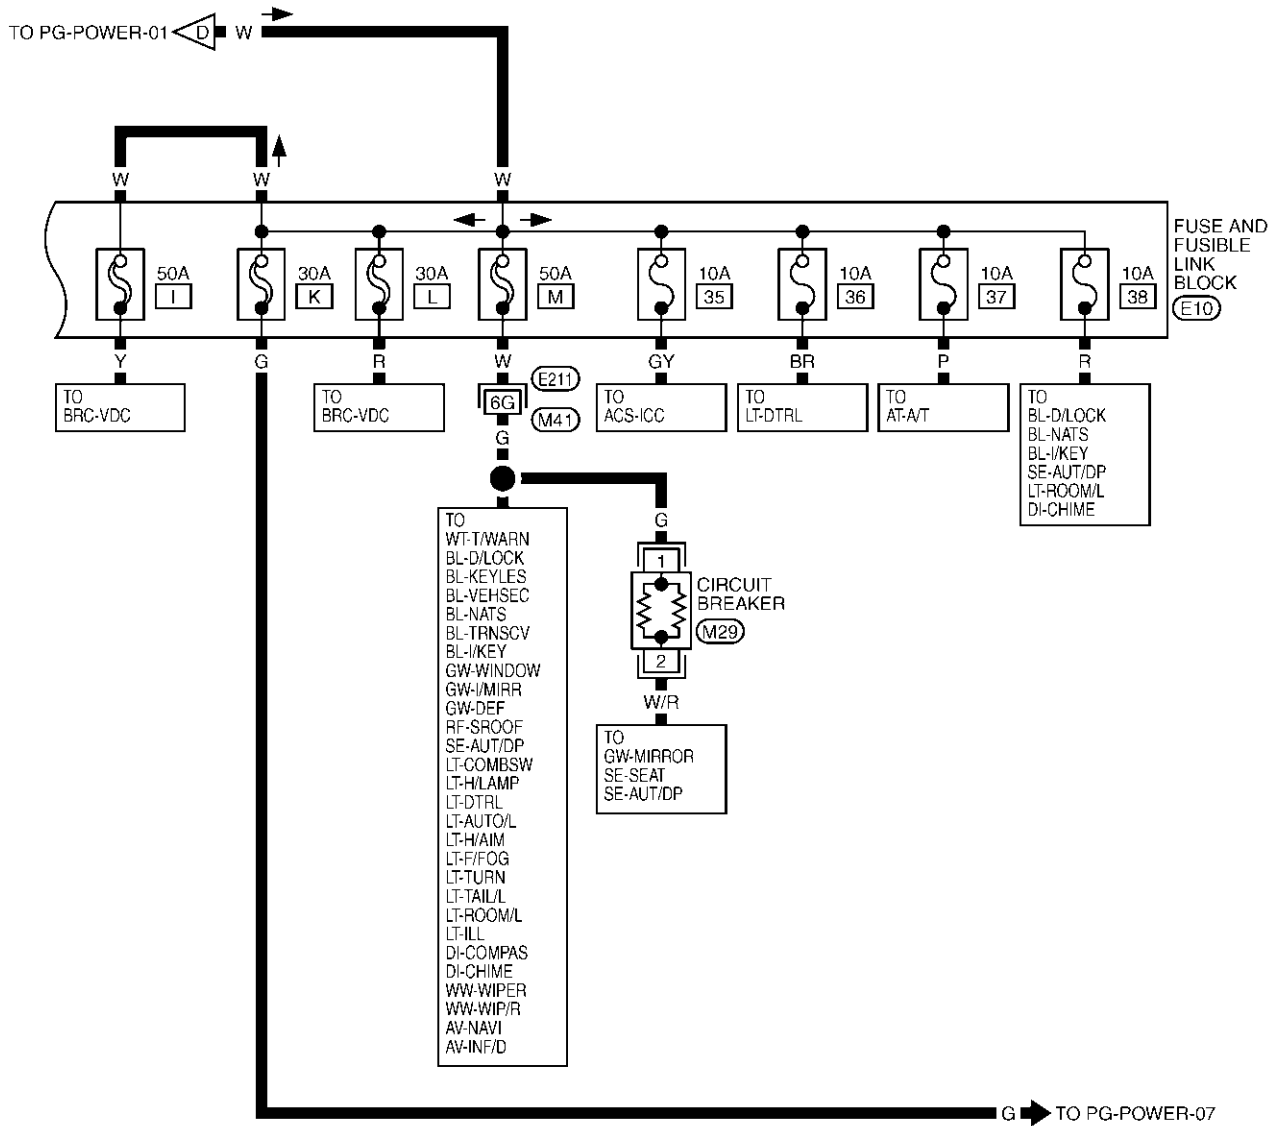 TO PG-POWER-01 D W
W W W
FUSE AND
FUSIBLE
LINK
BLOCK
E10
50A
I
30A
K
30A
L
50A
M
10A
35
10A
36
10A
37
10A
38
Y G R W GY BR P R
TO
BRC-VDC
TO
BRC-VDC
E211
6G
M41
G
TO
ACS-ICC
TO
LT-DTRL
TO
AT-A/T
TO
BL-D/LOCK
BL-NATS
BL-I/KEY
SE-AUT/DP
LT-ROOM/L
DI-CHIME
TO
WT-T/WARN
BL-D/LOCK
BL-KEYLES
BL-VEHSEC
BL-NATS
BL-TRNSCV
BL-I/KEY
GW-WINDOW
GW-I/MIRR
GW-DEF
RF-SROOF
SE-AUT/DP
LT-COMBSW
LT-H/LAMP
LT-DTRL
LT-AUTO/L
LT-H/AIM
LT-F/FOG
LT-TURN
LT-TAIL/L
LT-ROOM/L
LT-ILL
DI-COMPAS
DI-CHIME
WW-WIPER
WW-WIP/R
AV-NAVI
AV-INF/D
G
1
CIRCUIT
BREAKER
M29
2
W/R
TO
GW-MIRROR
SE-SEAT
SE-AUT/DP
G TO PG-POWER-07